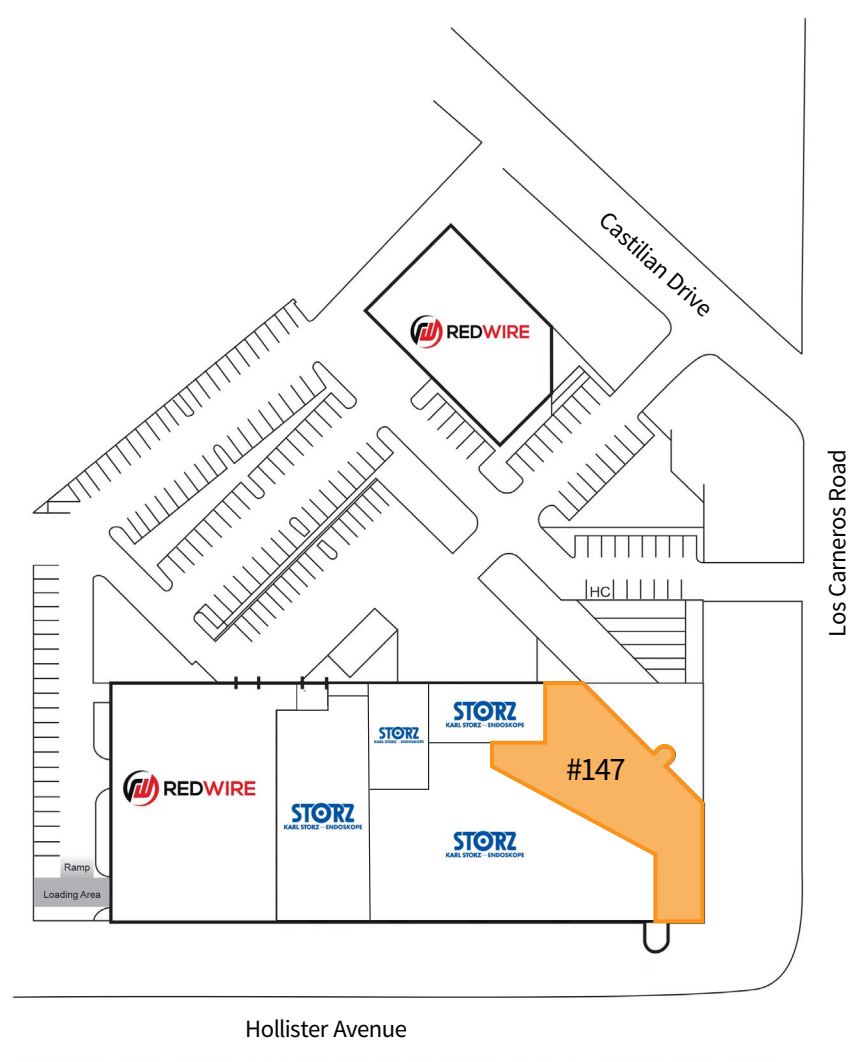 Castilian Drive
REDWIRE
Los Carneros Road
HC
STORZ
KARL STORZ—ENDOSKOPE
STORZ
KARL STORZ—ENDOSKOPE
#147
REDWIRE
STORZ
KARL STORZ—ENDOSKOPE
STORZ
KARL STORZ—ENDOSKOPE
Ramp
Loading Area
Hollister Avenue